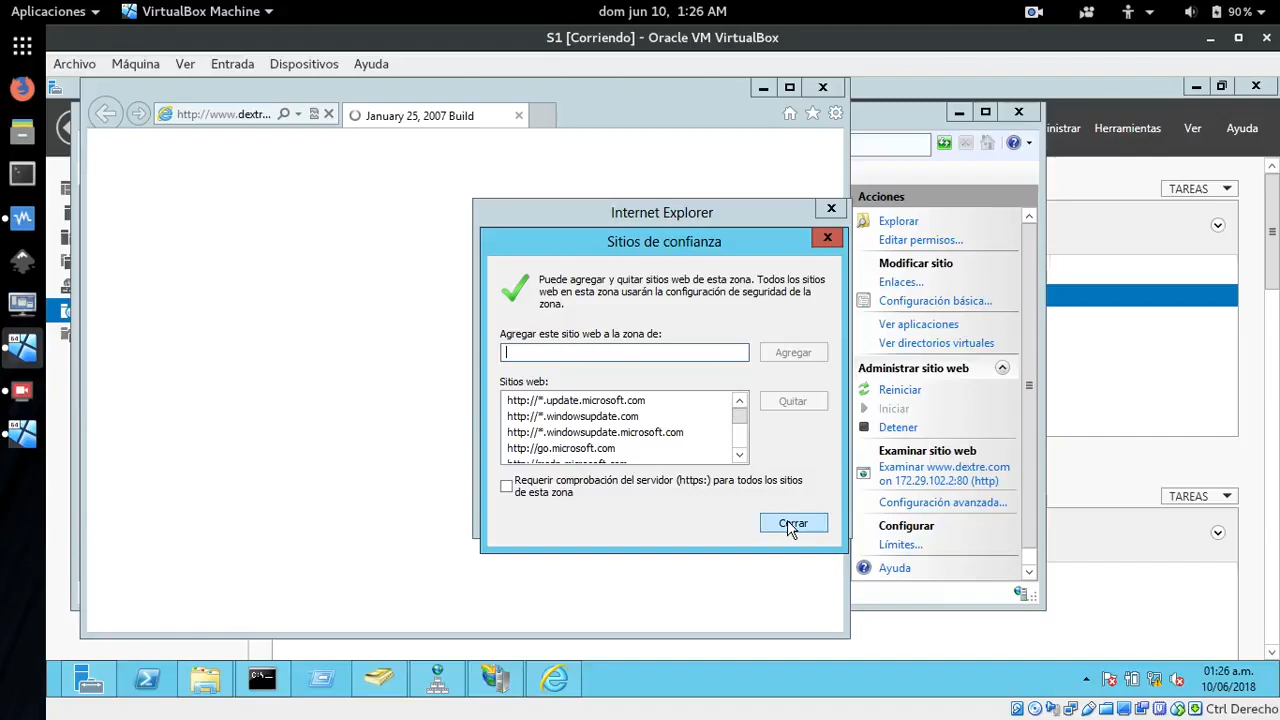 Aplicaciones
VirtualBox Machine
dom jun 10, 1:26 AM
90%
S1 [Corriendo] - Oracle VM VirtualBox
Archivo Máquina Ver Entrada Dispositivos Ayuda
http://www.dextr...
January 25, 2007 Build
Herramientas Ver Ayuda
TAREAS
Internet Explorer
Sitios de confianza
Puede agregar y quitar sitios web de esta zona. Todos los sitios
web en esta zona usarán la configuración de seguridad de la
zona.
Agregar este sitio web a la zona de:
Agregar
Sitios web:
http://*.update.microsoft.com
http://*.windowsupdate.com
http://*.windowsupdate.microsoft.com
http://go.microsoft.com
Quitar
Requerir comprobación del servidor (https:) para todos los sitios
de esta zona
Cerrar
Acciones
Explorar
Editar permisos...
Modificar sitio
Enlaces...
Configuración básica...
Ver aplicaciones
Ver directorios virtuales
Administrar sitio web
Reiniciar
Iniciar
Detener
Examinar sitio web
Examinar www.dextre.com
on 172.29.102.2:80 (http)
Configuración avanzada...
Configurar
Límites...
Ayuda
TAREAS
01:26 a.m.
10/06/2018
Ctrl Derecho